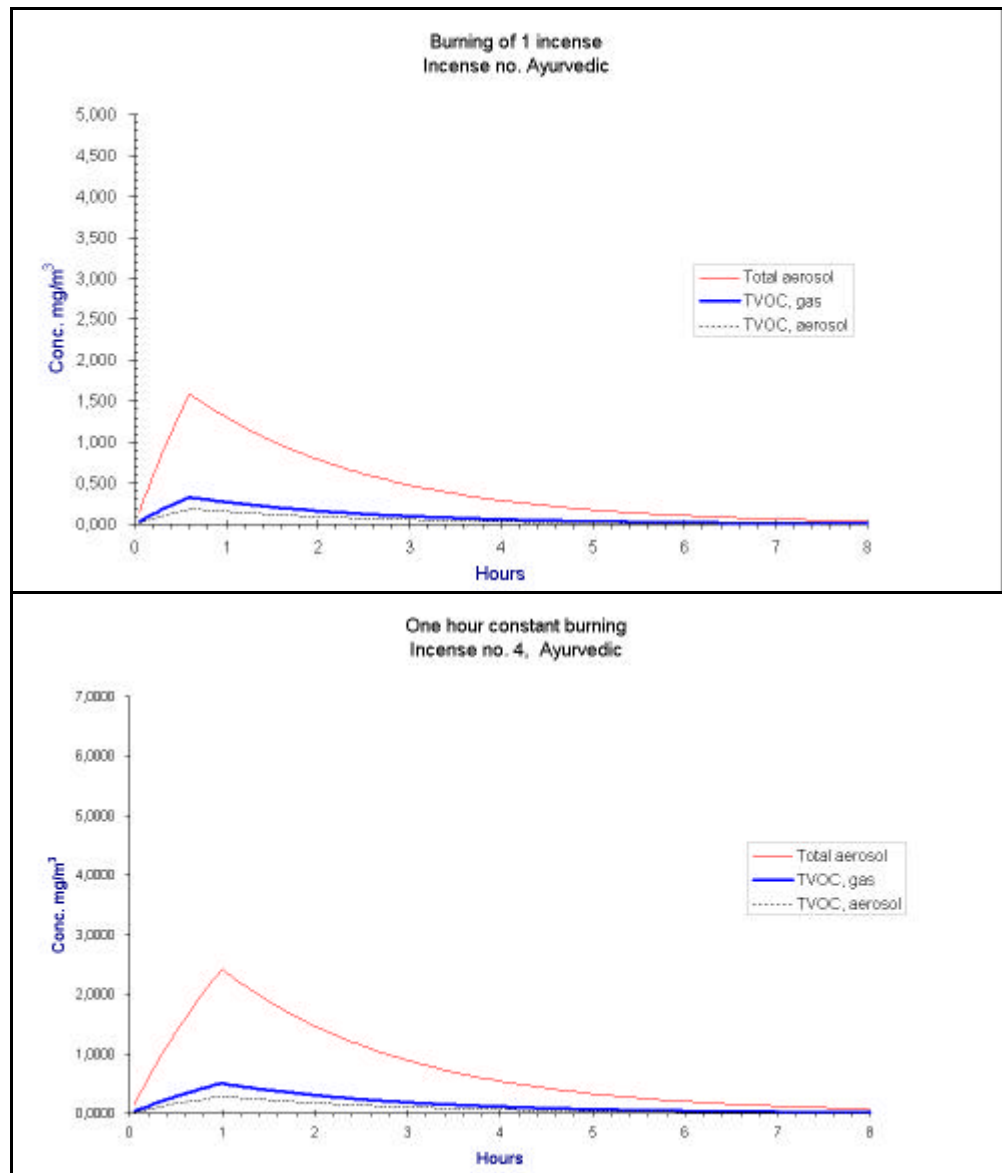 Burning of 1 incense
Incense no. Ayurvedic
5,000
4,500
4,000
3,500
3,000
2,500
2,000
1,500
1,000
0,500
0,000
Conc. mg/m³
Total aerosol
TVOC, gas
TVOC, aerosol
0 1 2 3 4 5 6 7 8
Hours
One hour constant burning
Incense no. 4, Ayurvedic
7,0000
6,0000
5,0000
4,0000
3,0000
2,0000
1,0000
0,0000
Conc. mg/m³
Total aerosol
TVOC, gas
TVOC, aerosol
0 1 2 3 4 5 6 7 8
Hours